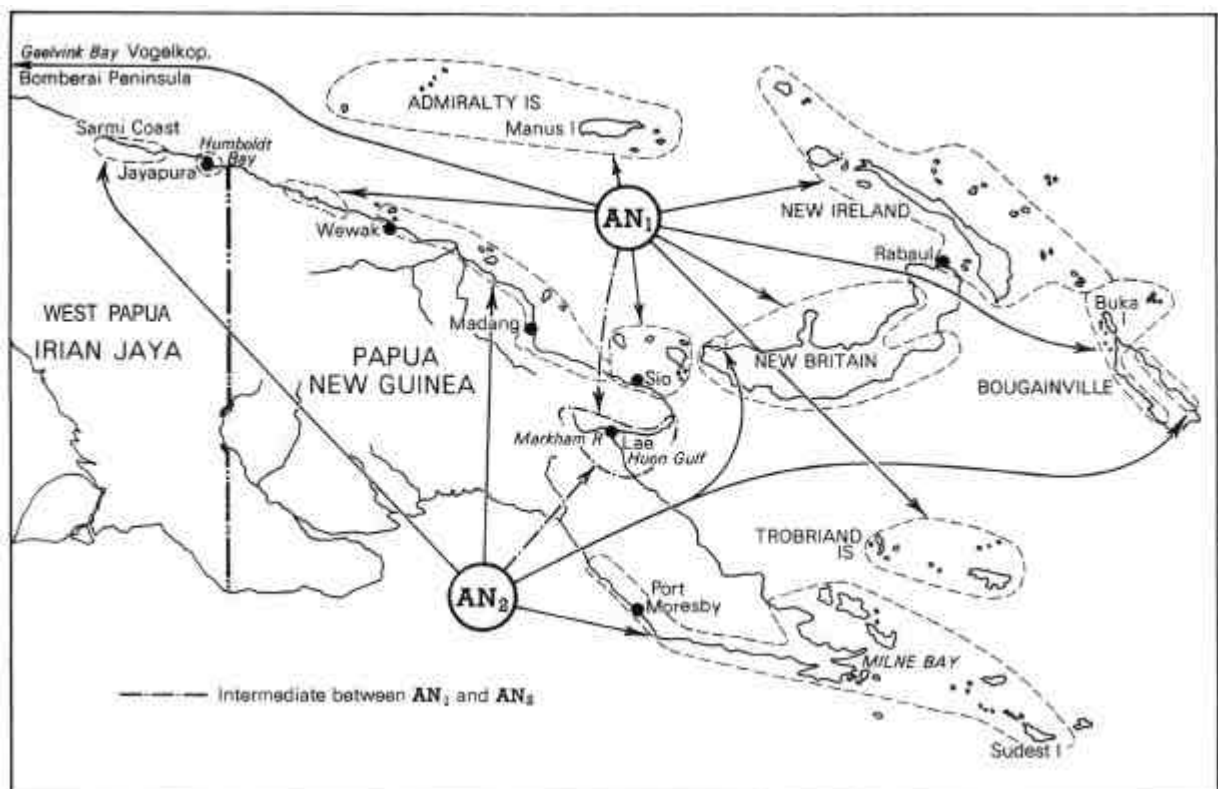 Geelvink Bay Vogelkop.
Bomberai Peninsula
ADMIRALTY IS
Manus I
Sarmi Coast
Humboldt
Bay
Jayapura
AN₁
NEW IRELAND
Wewak
Rabaul
WEST PAPUA
IRIAN JAYA
Buka
I
Madang
PAPUA
NEW GUINEA
NEW BRITAIN
Sio
BOUGAINVILLE
Markham R
Lae
Huon Gulf
TROBRIAND
IS
AN₂
Port
Moresby
MILNE BAY
Intermediate between AN₁ and AN₂
Sudest I